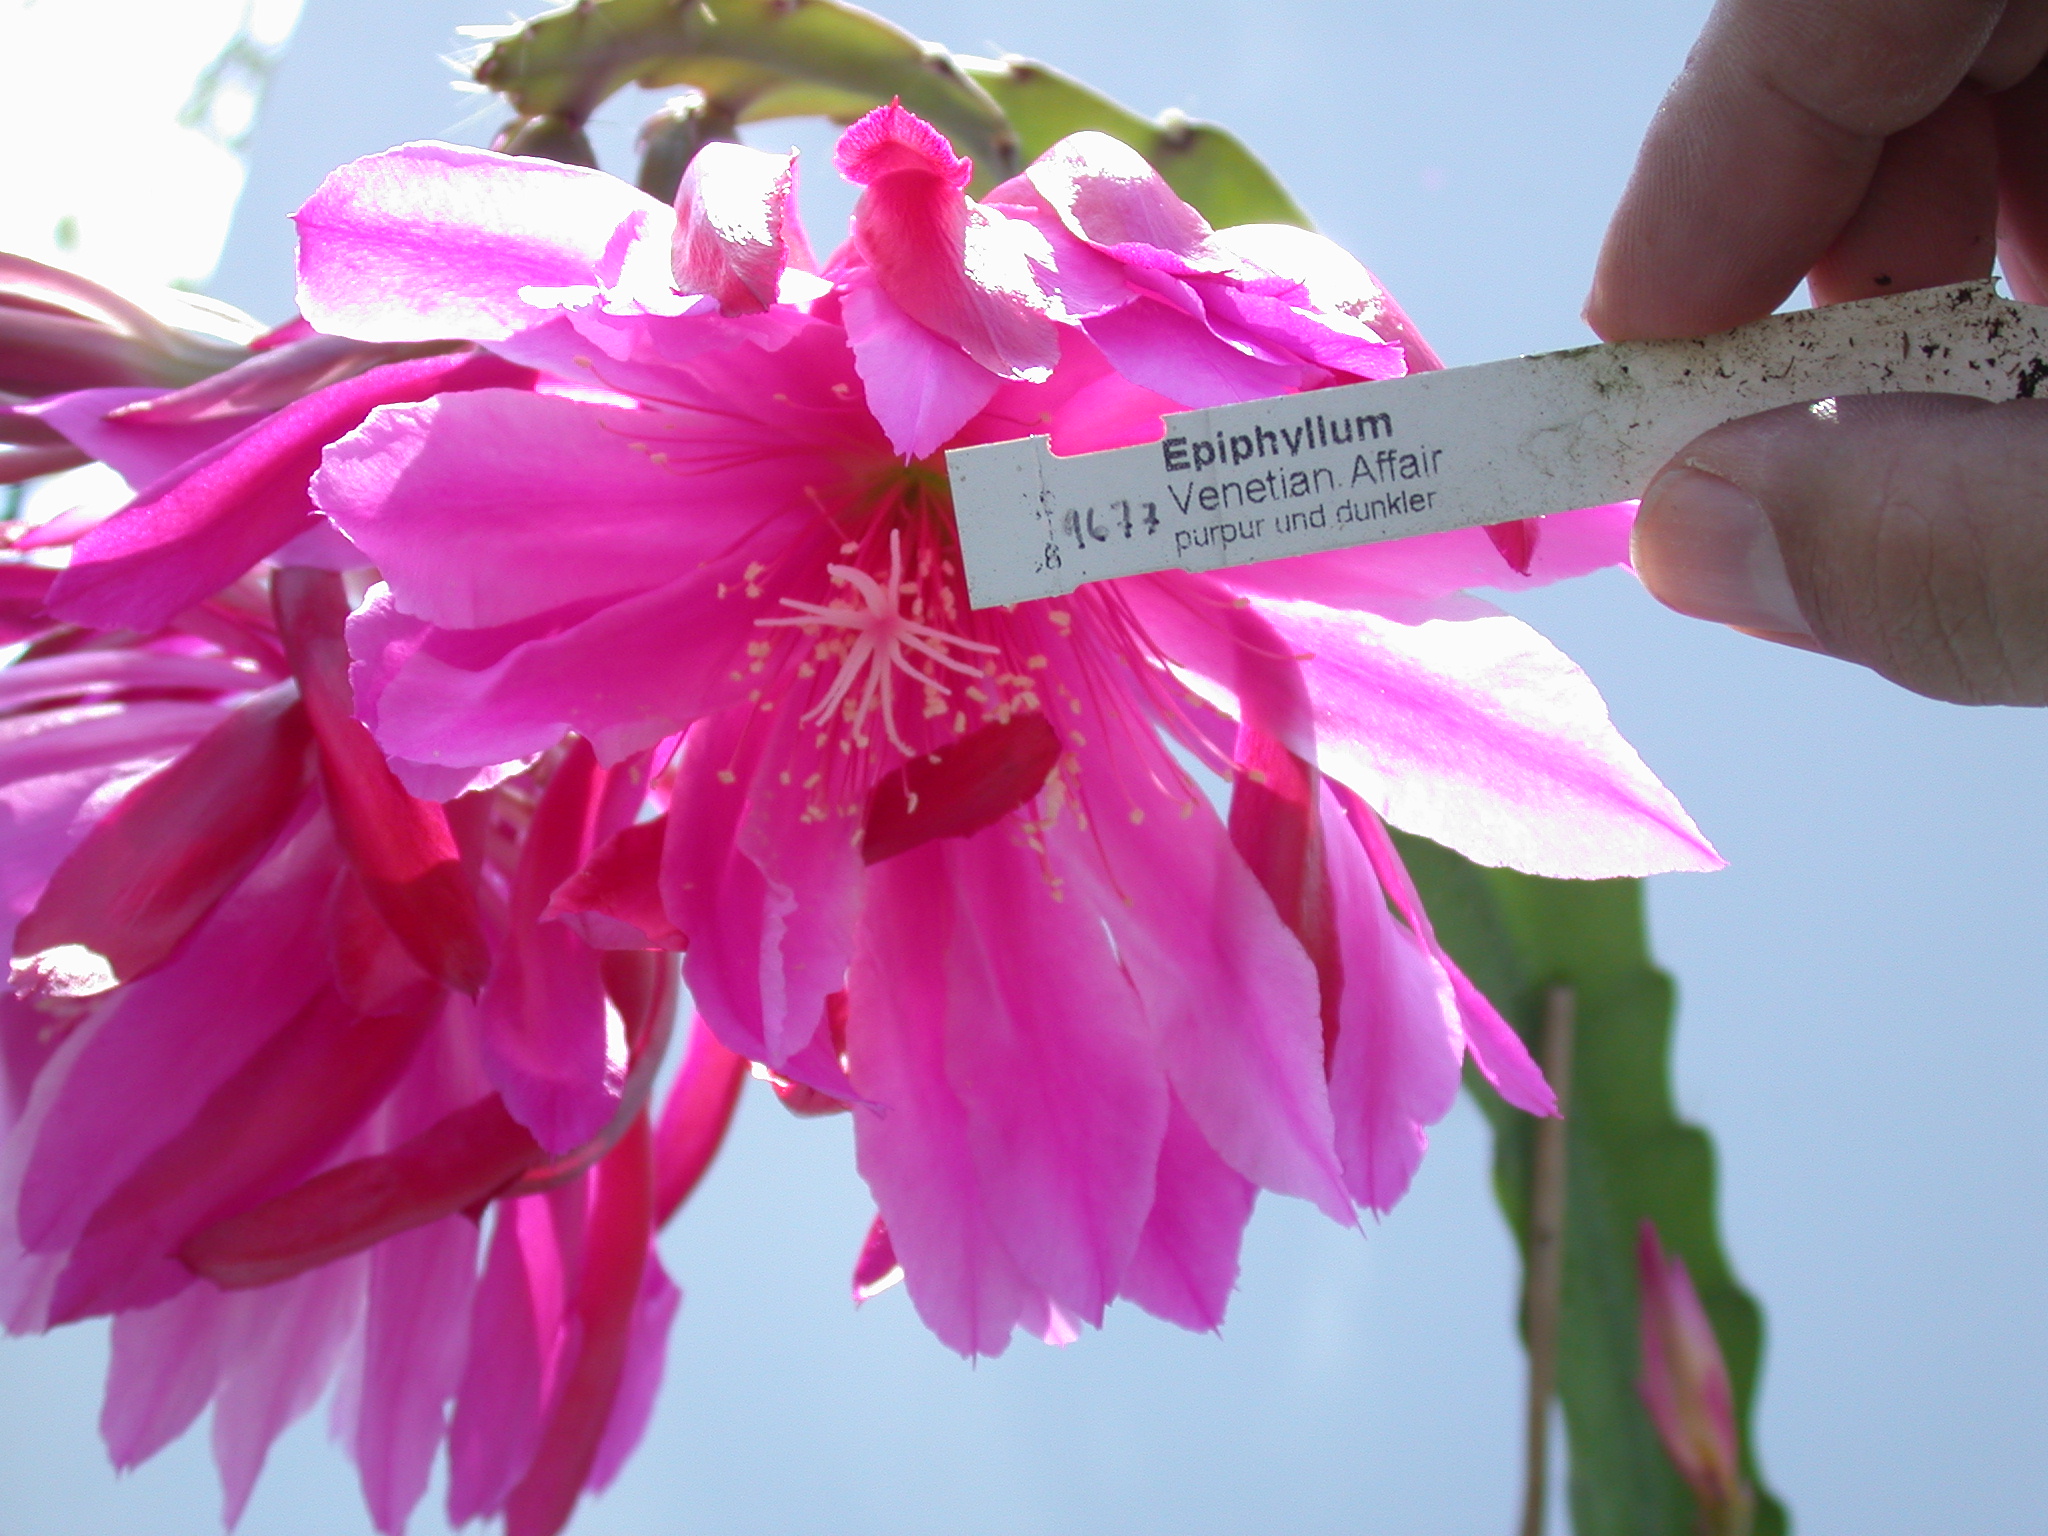 Epiphyllum
9677 Venetian Affair
purpur und dunkler